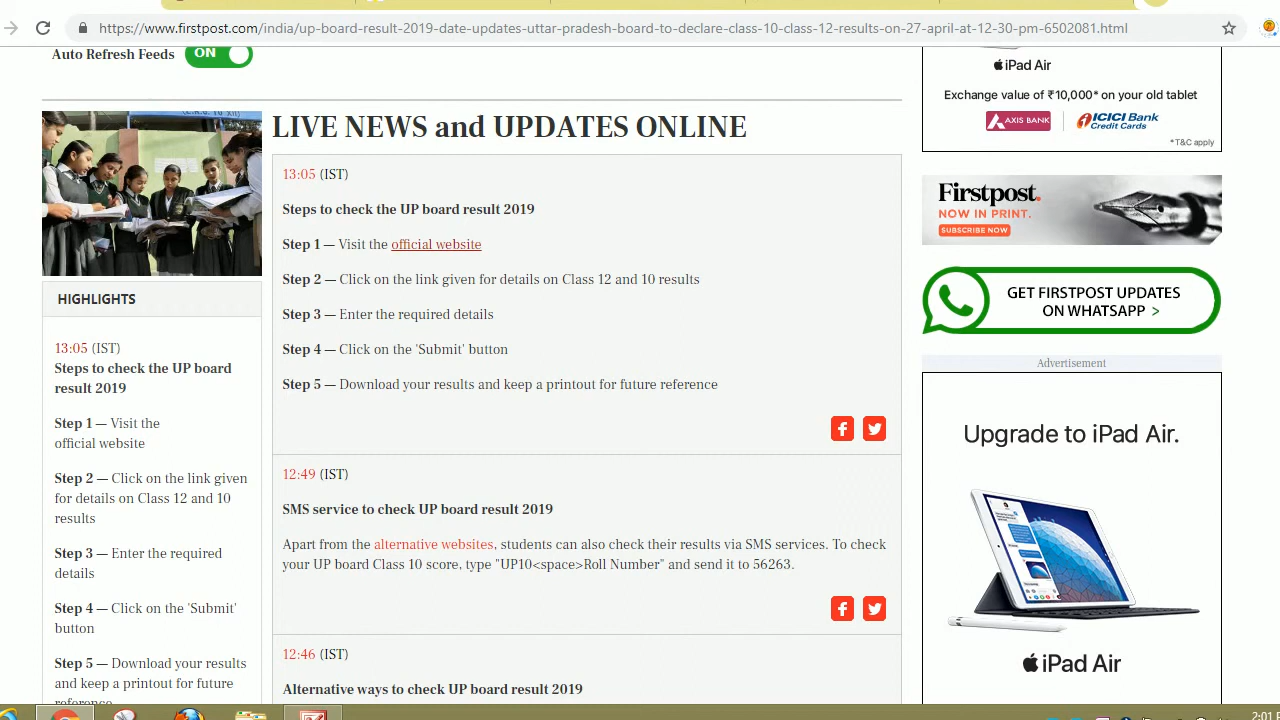 https://www.firstpost.com/india/up-board-result-2019-date-updates-uttar-pradesh-board-to-declare-class-10-class-12-results-on-27-april-at-12-30-pm-6502081.html
Auto Refresh Feeds ON
LIVE NEWS and UPDATES ONLINE
13:05 (IST)
Steps to check the UP board result 2019
Step 1 — Visit the official website
Step 2 — Click on the link given for details on Class 12 and 10 results
Step 3 — Enter the required details
Step 4 — Click on the 'Submit' button
Step 5 — Download your results and keep a printout for future reference
12:49 (IST)
SMS service to check UP board result 2019
Apart from the alternative websites, students can also check their results via SMS services. To check
your UP board Class 10 score, type "UP10<space>Roll Number" and send it to 56263.
12:46 (IST)
Alternative ways to check UP board result 2019
HIGHLIGHTS
13:05 (IST)
Steps to check the UP board
result 2019
Step 1 — Visit the
official website
Step 2 — Click on the link given
for details on Class 12 and 10
results
Step 3 — Enter the required
details
Step 4 — Click on the 'Submit'
button
Step 5 — Download your results
and keep a printout for future
reference
iPad Air
Exchange value of ₹10,000* on your old tablet
AXIS BANK
ICICI Bank
Credit Cards
*T&C apply
Firstpost.
NOW IN PRINT.
SUBSCRIBE NOW
GET FIRSTPOST UPDATES
ON WHATSAPP >
Advertisement
Upgrade to iPad Air.
iPad Air
2:01